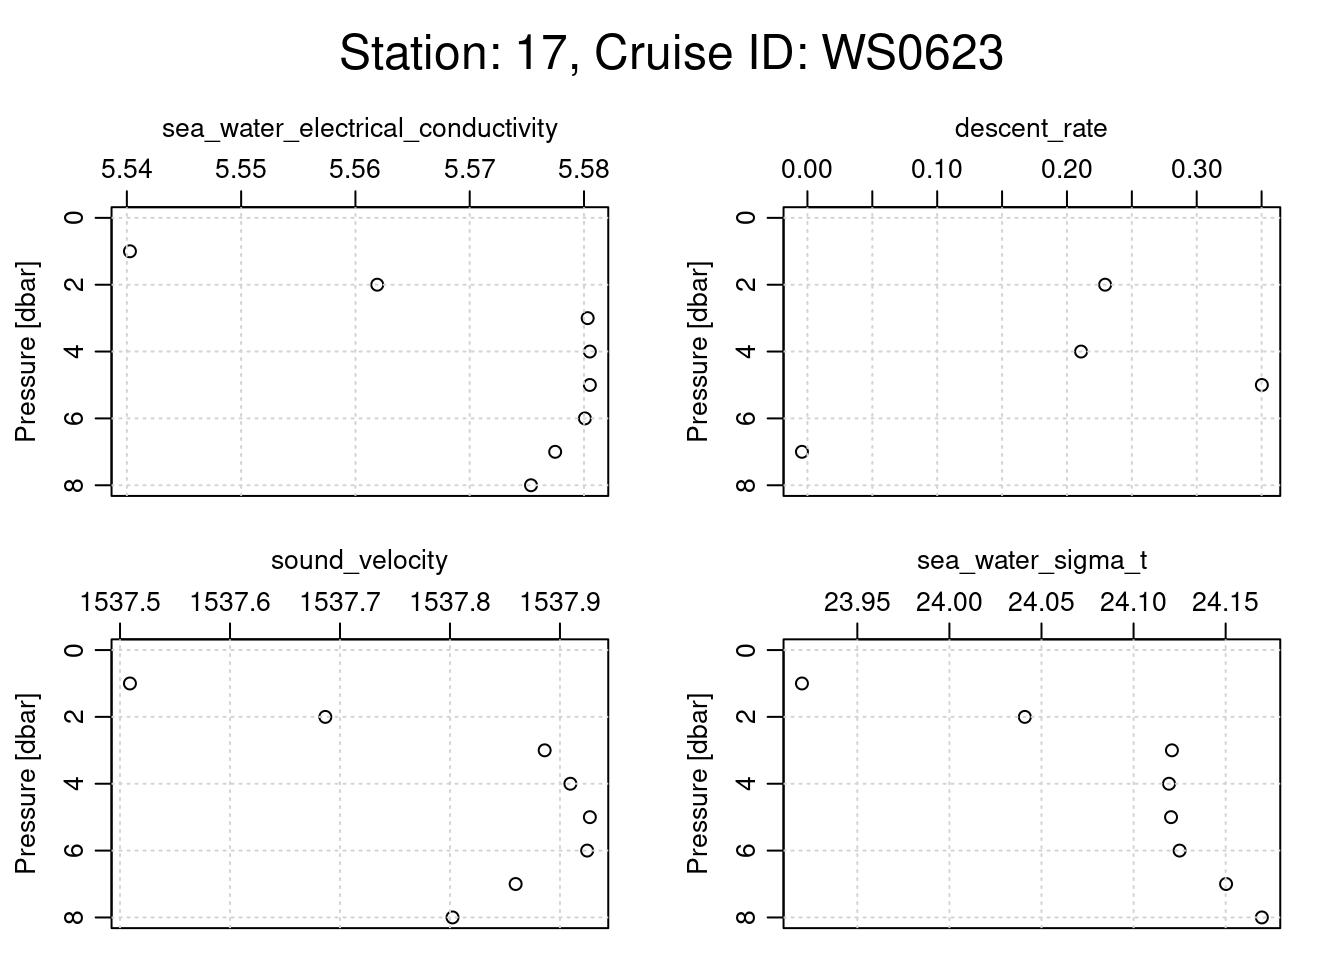 Station: 17, Cruise ID: WS0623
sea_water_electrical_conductivity
5.54 5.55 5.56 5.57 5.58
Pressure [dbar]
0
2
4
6
8
descent_rate
0.00 0.10 0.20 0.30
Pressure [dbar]
0
2
4
6
8
sound_velocity
1537.5 1537.6 1537.7 1537.8 1537.9
Pressure [dbar]
0
2
4
6
8
sea_water_sigma_t
23.95 24.00 24.05 24.10 24.15
Pressure [dbar]
0
2
4
6
8